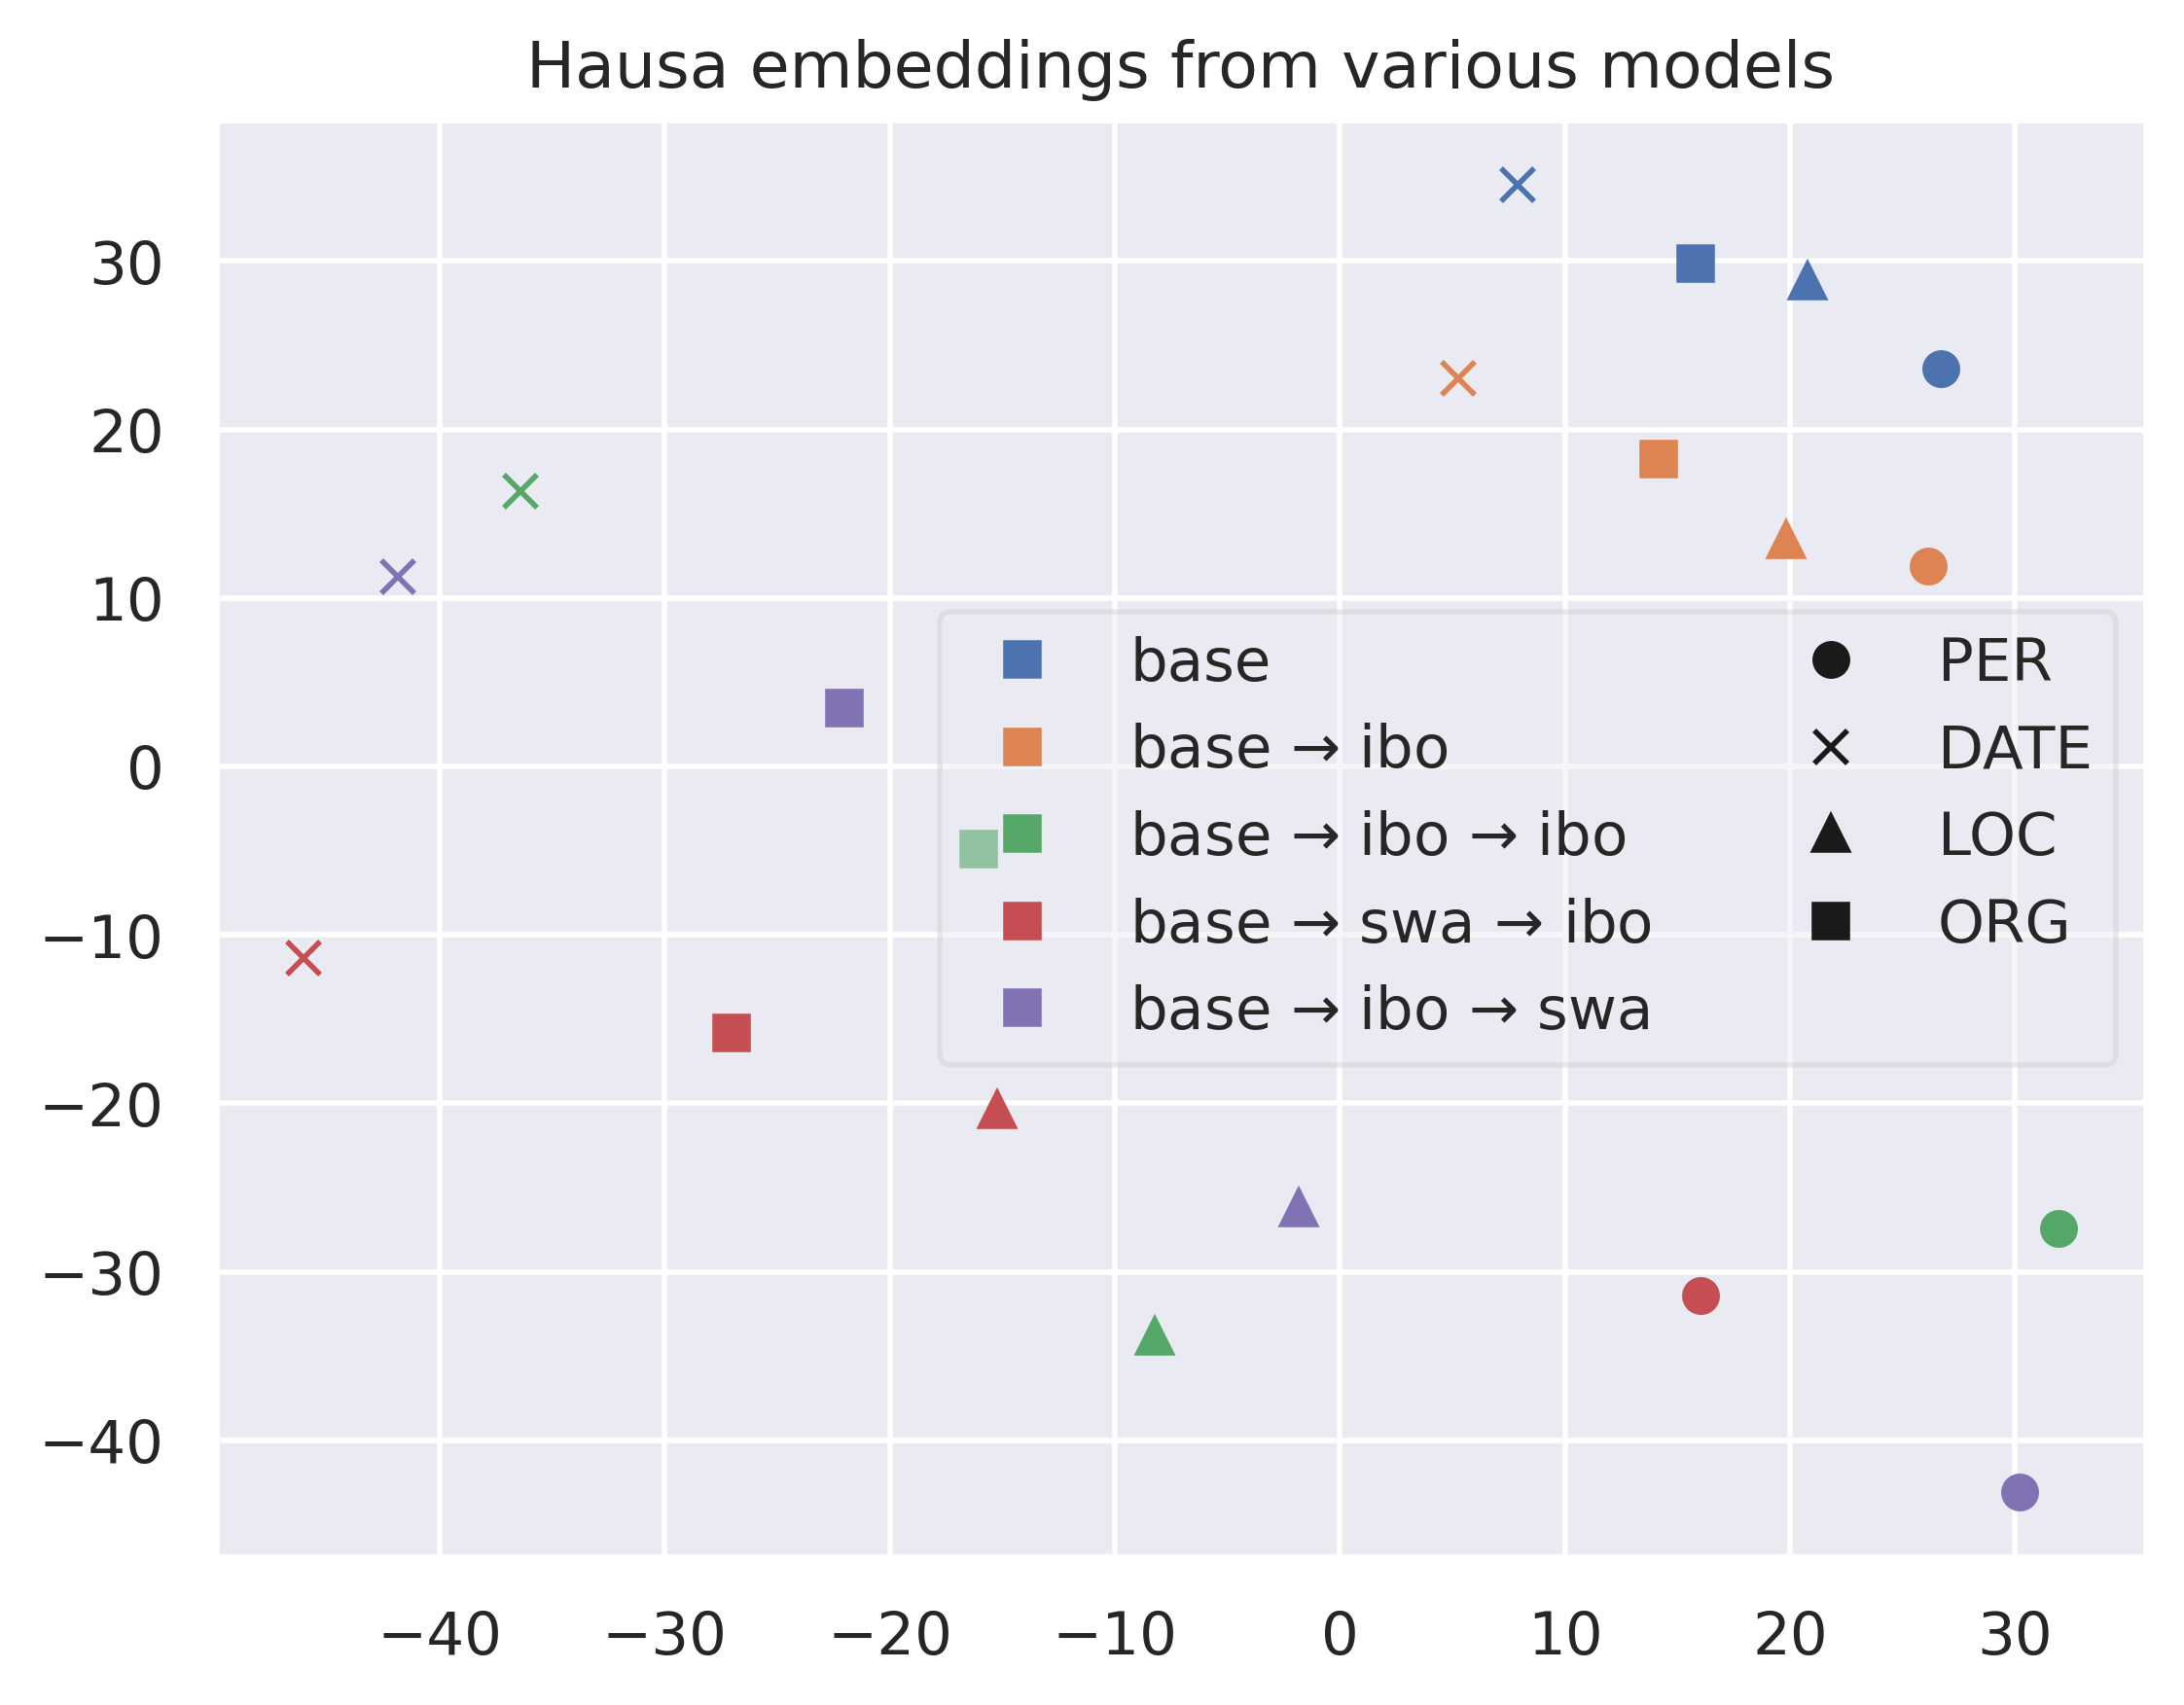 Hausa embeddings from various models
30
20
10
0
−10
−20
−30
−40
base
base → ibo
base → ibo → ibo
base → swa → ibo
base → ibo → swa
PER
DATE
LOC
ORG
−40 −30 −20 −10 0 10 20 30